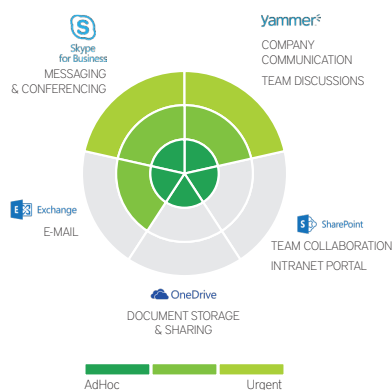 Skype
for Business
MESSAGING
& CONFERENCING
yammer
COMPANY
COMMUNICATION
TEAM DISCUSSIONS
E Exchange
E-MAIL
S SharePoint
TEAM COLLABORATION
INTRANET PORTAL
OneDrive
DOCUMENT STORAGE
& SHARING
AdHoc Urgent